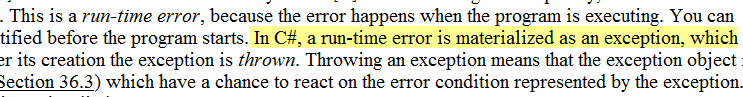 . This is a run-time error, because the error happens when the program is executing. You can
tified before the program starts. In C#, a run-time error is materialized as an exception, which
er its creation the exception is thrown. Throwing an exception means that the exception object
Section 36.3) which have a chance to react on the error condition represented by the exception.